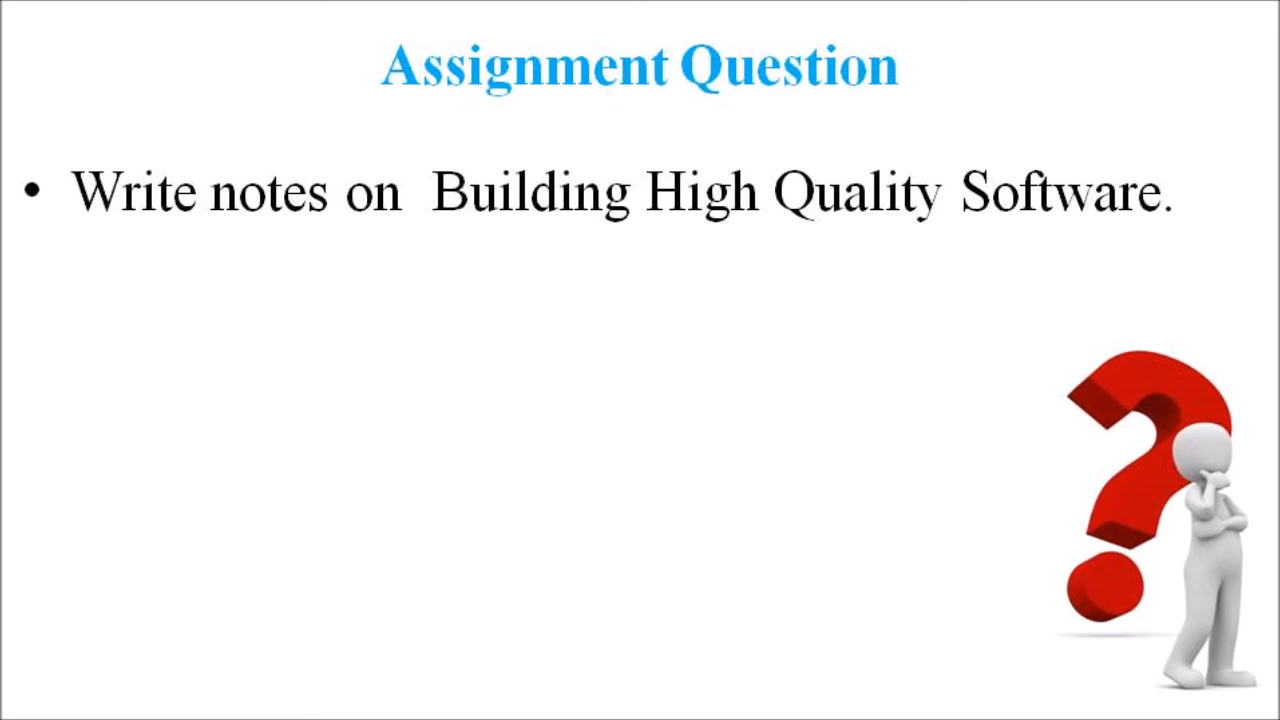 Assignment Question
• Write notes on Building High Quality Software.